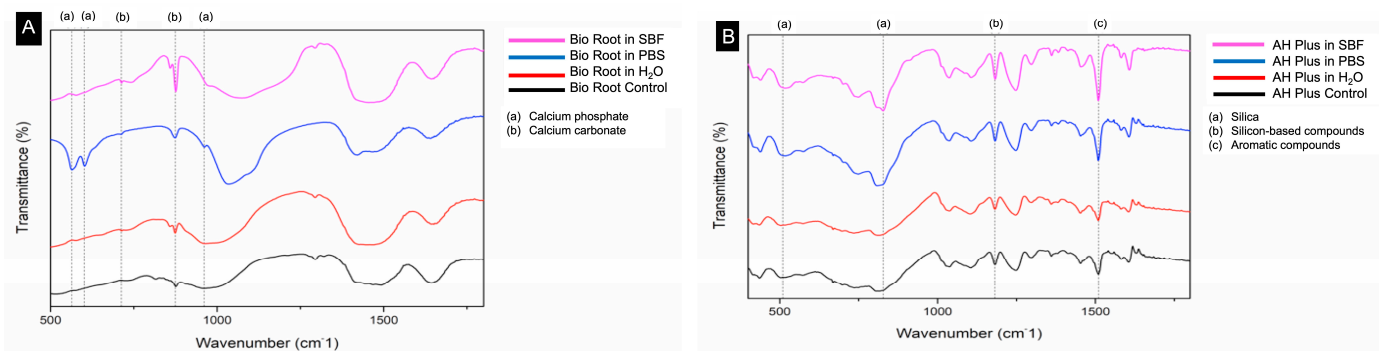 A
(a) (a) (b) (b) (a)
Transmittance (%)
500 1000 1500
Wavenumber (cm⁻1)
Bio Root in SBF
Bio Root in PBS
Bio Root in H₂O
Bio Root Control
(a) Calcium phosphate
(b) Calcium carbonate
B
(a) (a) (b) (c)
Transmittance (%)
500 1000 1500
Wavenumber (cm⁻1)
AH Plus in SBF
AH Plus in PBS
AH Plus in H₂O
AH Plus Control
(a) Silica
(b) Silicon-based compounds
(c) Aromatic compounds